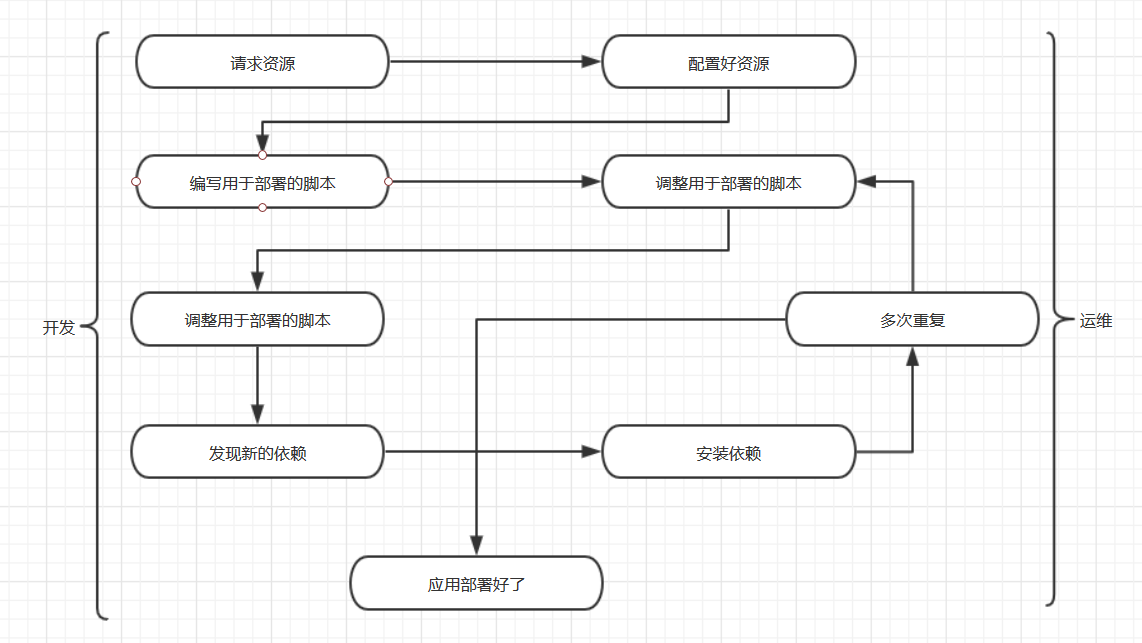 请求资源
配置好资源
编写用于部署的脚本
调整用于部署的脚本
开发
调整用于部署的脚本
多次重复
运维
发现新的依赖
安装依赖
应用部署好了